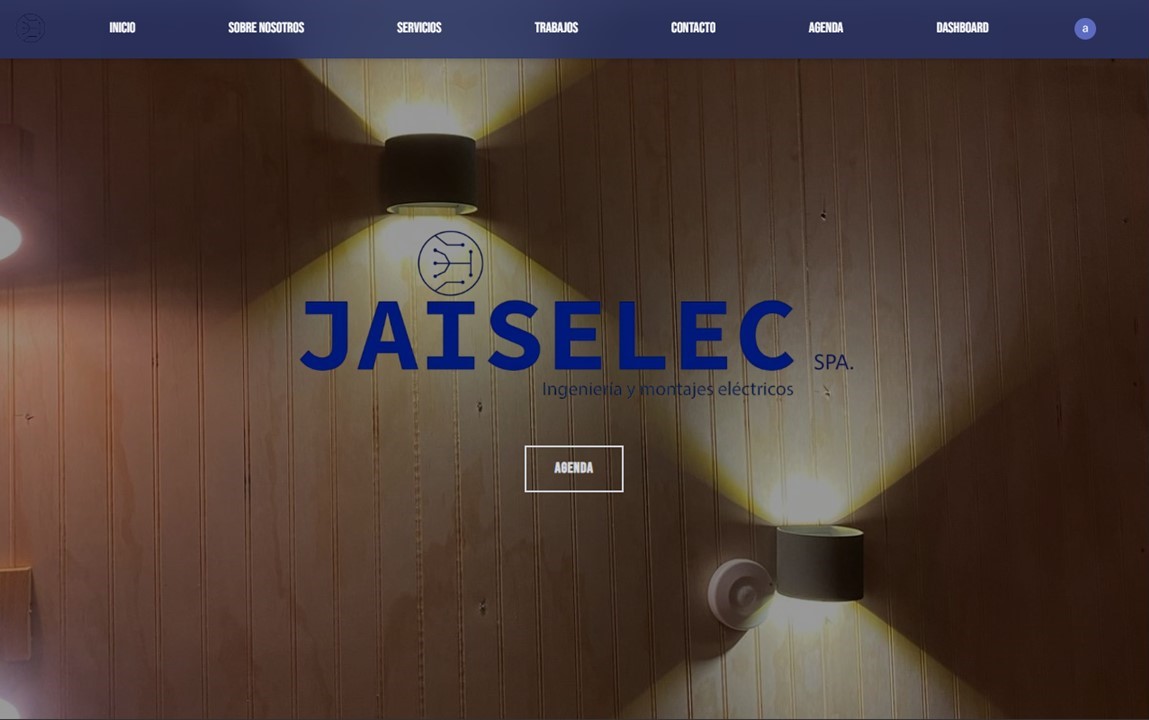 INICIO SOBRE NOSOTROS SERVICIOS TRABAJOS CONTACTO AGENDA DASHBOARD a
JAISELEC SPA.
Ingeniería y montajes eléctricos
AGENDA